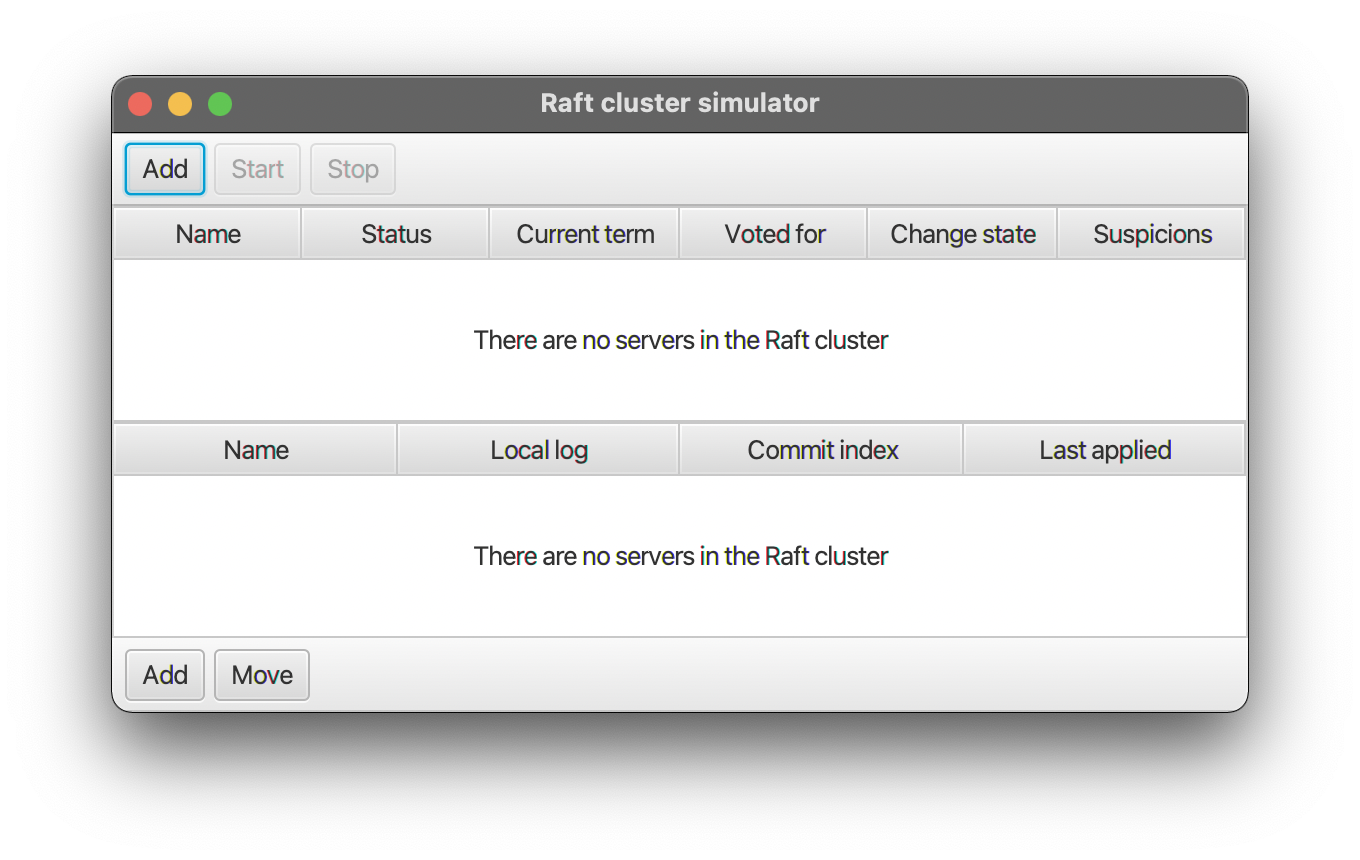 Raft cluster simulator
Add Start Stop
Name Status Current term Voted for Change state Suspicions
There are no servers in the Raft cluster
Name Local log Commit index Last applied
There are no servers in the Raft cluster
Add Move